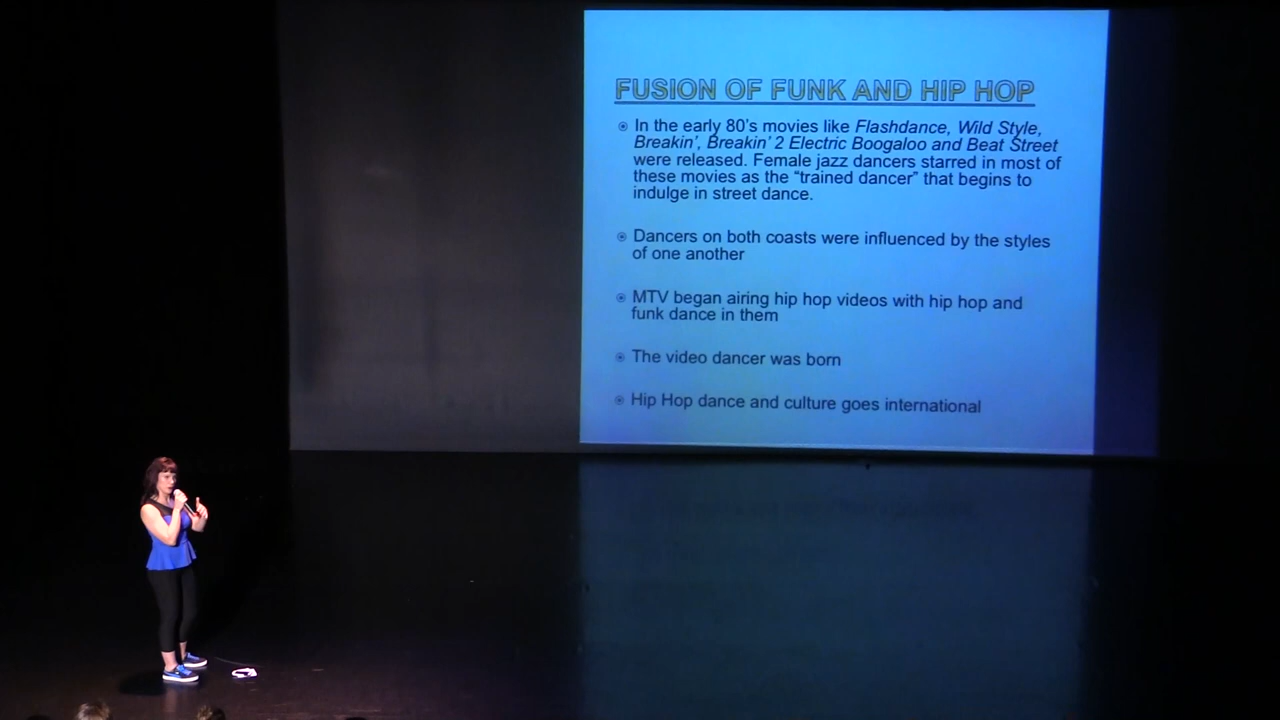 FUSION OF FUNK AND HIP HOP
In the early 80's movies like Flashdance, Wild Style,
Breakin', Breakin' 2 Electric Boogaloo and Beat Street
were released. Female jazz dancers starred in most of
these movies as the "trained dancer" that begins to
indulge in street dance.
Dancers on both coasts were influenced by the styles
of one another
MTV began airing hip hop videos with hip hop and
funk dance in them
The video dancer was born
Hip Hop dance and culture goes international